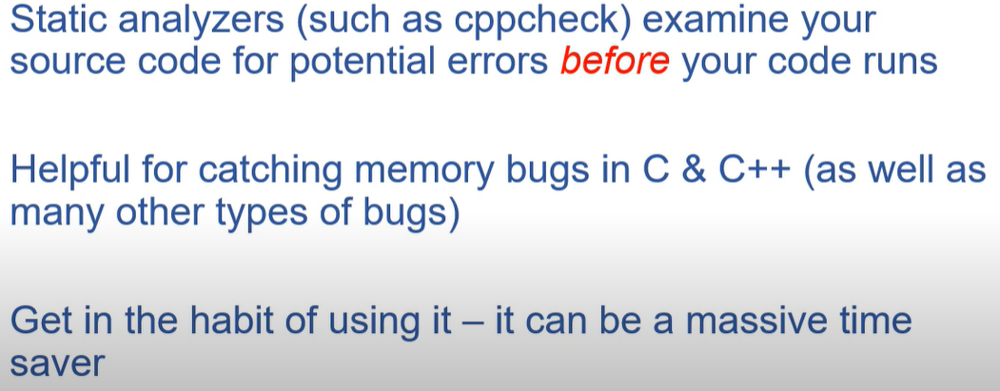 Static analyzers (such as cppcheck) examine your
source code for potential errors before your code runs
Helpful for catching memory bugs in C & C++ (as well as
many other types of bugs)
Get in the habit of using it – it can be a massive time
saver